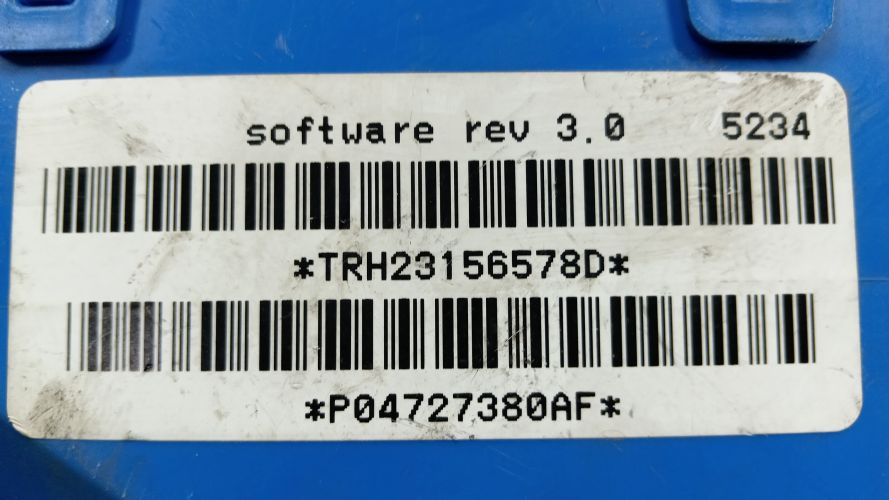 software rev 3.0 5234
*TRH23156578D*
*P04727380AF*